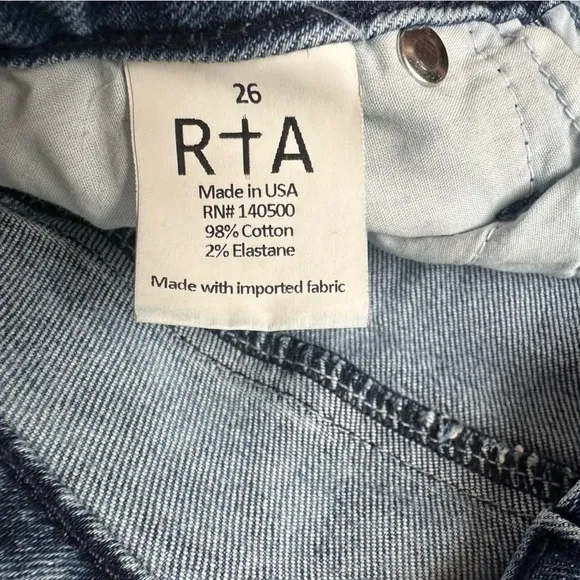 26
R†A
Made in USA
RN# 140500
98% Cotton
2% Elastane
Made with imported fabric